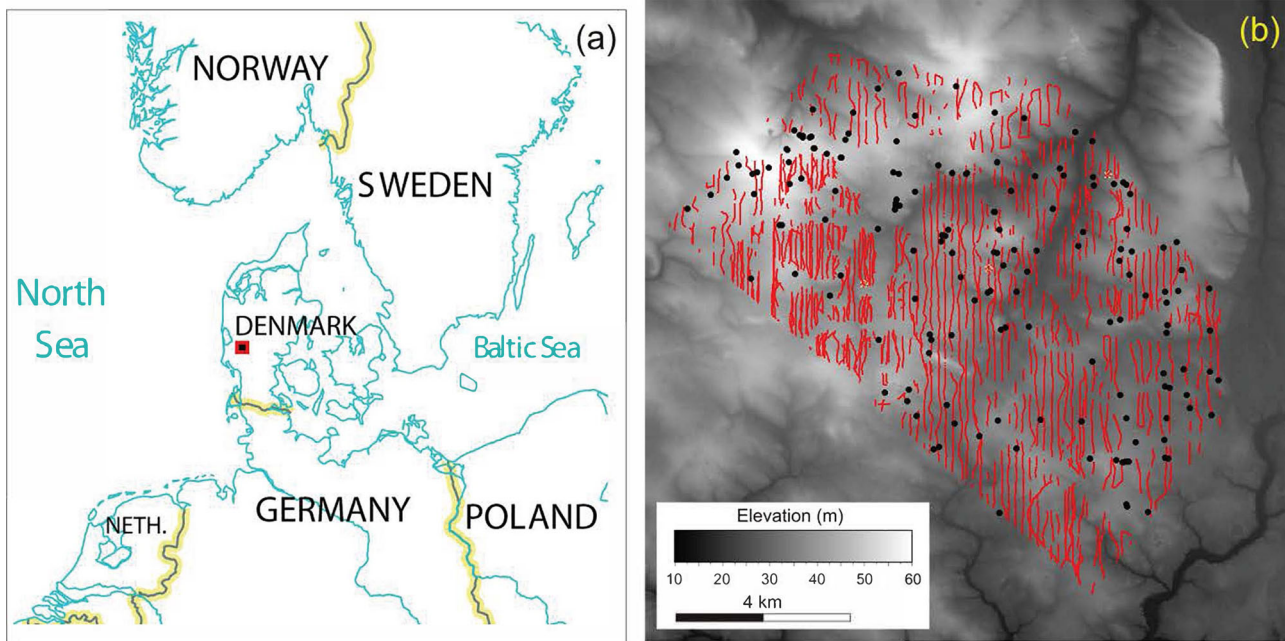 (a)
NORWAY
SWEDEN
North
Sea
DENMARK
Baltic Sea
GERMANY
POLAND
NETH.
(b)
Elevation (m)
10 20 30 40 50 60
4 km